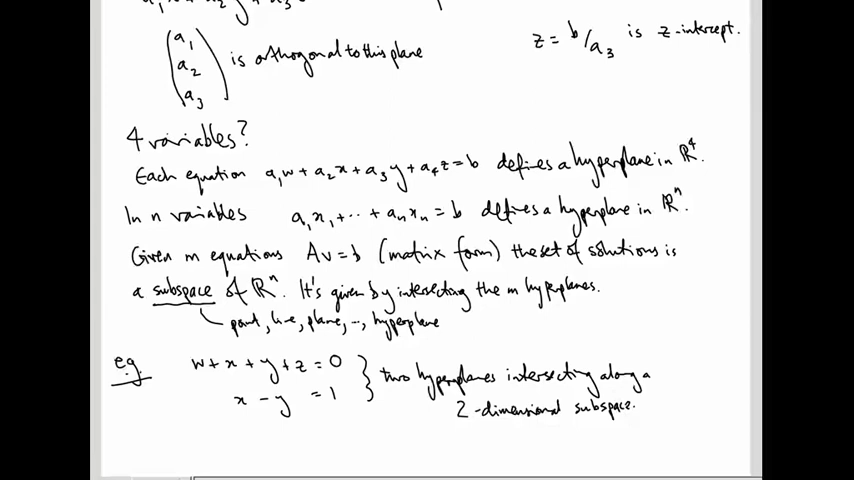 is orthogonal to this plane
a₁
a₂
a₃
z = b/a₃ is z-intercept.
4 variables?
Each equation a₁w + a₂x + a₃y + a₄z = b defines a hyperplane in ℝ⁴.
In n variables a₁x₁ + ... + aₙxₙ = b defines a hyperplane in ℝⁿ.
Given m equations Av = b (matrix form) the set of solutions is
a subspace of ℝⁿ. It's given by intersecting the m hyperplanes.
point, line, plane, ..., hyperplane
e.g. w + x + y + z = 0
x - y = 1
two hyperplanes intersecting along a
2-dimensional subspace.